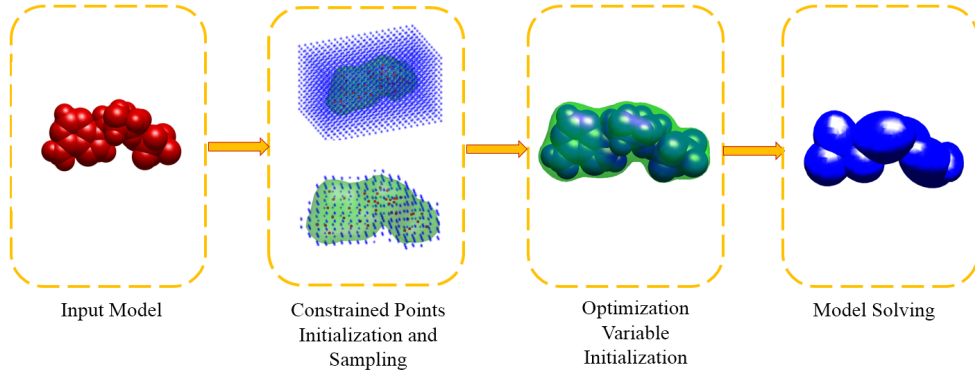 Input Model
Constrained Points
Initialization and
Sampling
Optimization
Variable
Initialization
Model Solving